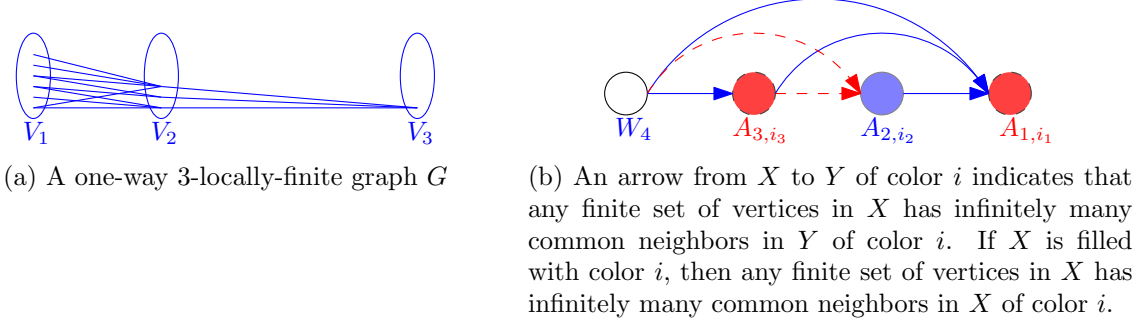 V₁ V₂ V₃
W₄ A₃,ᵢ₃ A₂,ᵢ₂ A₁,ᵢ₁
(a) A one-way 3-locally-finite graph G
(b) An arrow from X to Y of color i indicates that
any finite set of vertices in X has infinitely many
common neighbors in Y of color i. If X is filled
with color i, then any finite set of vertices in X has
infinitely many common neighbors in X of color i.